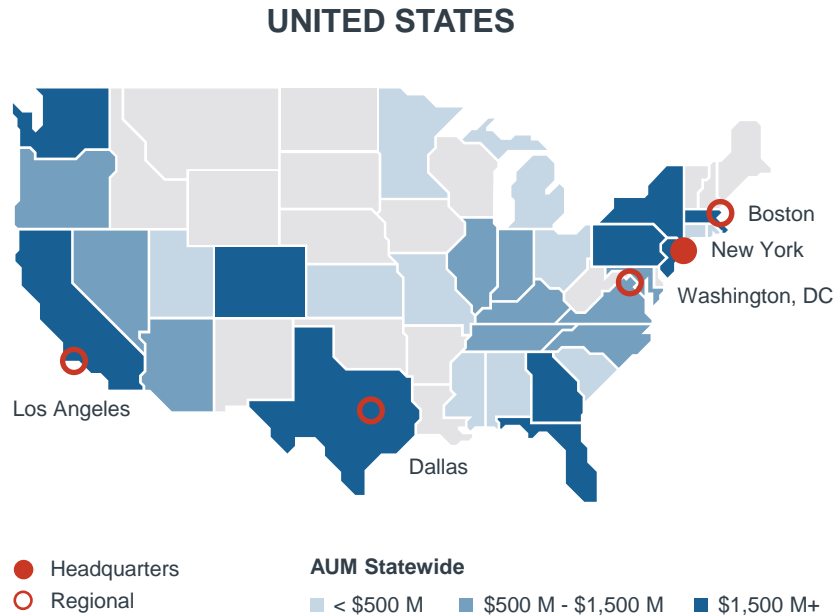 UNITED STATES
Boston
New York
Washington, DC
Los Angeles
Dallas
Headquarters
Regional
AUM Statewide
< $500 M
$500 M - $1,500 M
$1,500 M+